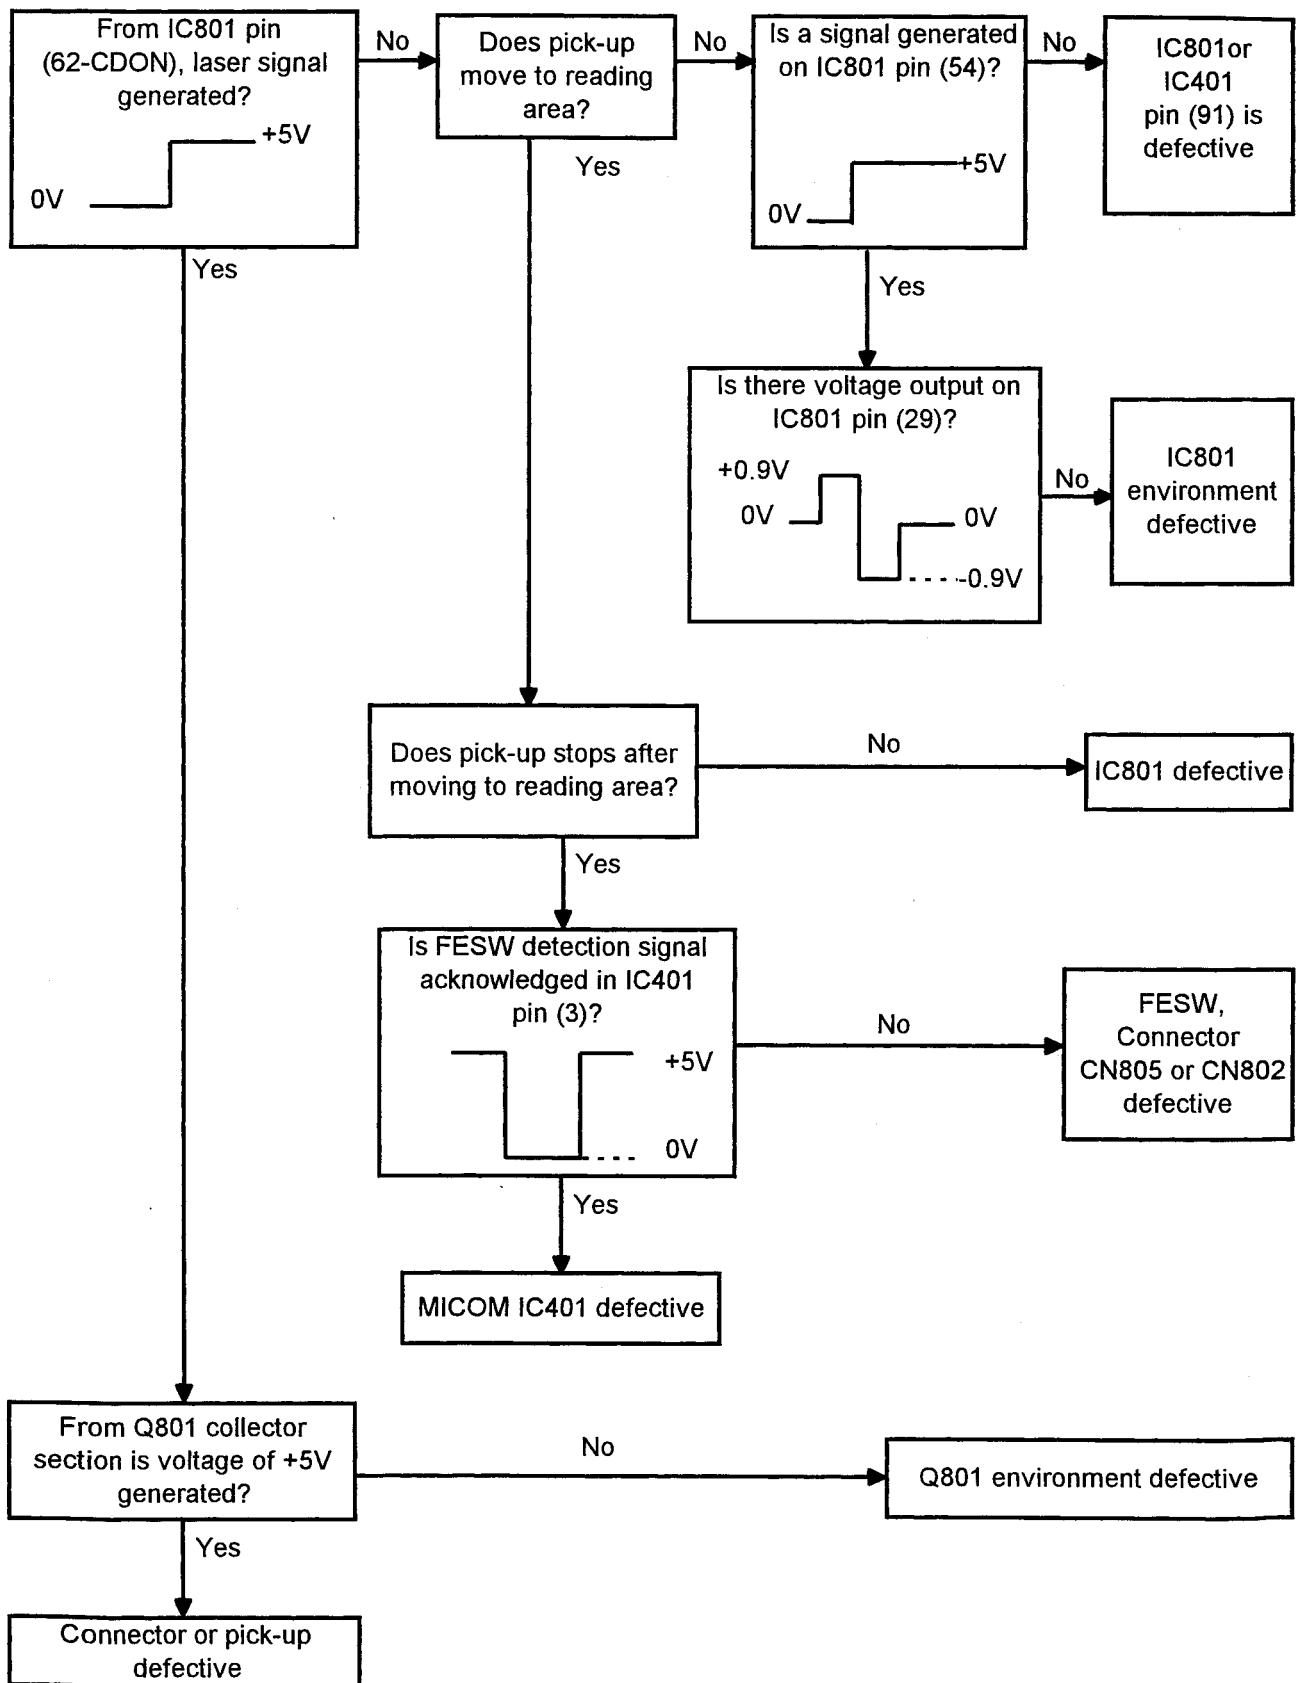 From IC801 pin
(62-CDON), laser signal
generated?
+5V
0V
No
Yes
Does pick-up
move to reading
area?
No
Yes
Is a signal generated
on IC801 pin (54)?
+5V
0V
No
Yes
IC801or
IC401
pin (91) is
defective
Is there voltage output on
IC801 pin (29)?
+0.9V
0V
0V
-0.9V
No
IC801
environment
defective
Does pick-up stops after
moving to reading area?
No
Yes
IC801 defective
Is FESW detection signal
acknowledged in IC401
pin (3)?
+5V
0V
No
Yes
FESW,
Connector
CN805 or CN802
defective
MICOM IC401 defective
From Q801 collector
section is voltage of +5V
generated?
No
Yes
Q801 environment defective
Connector or pick-up
defective